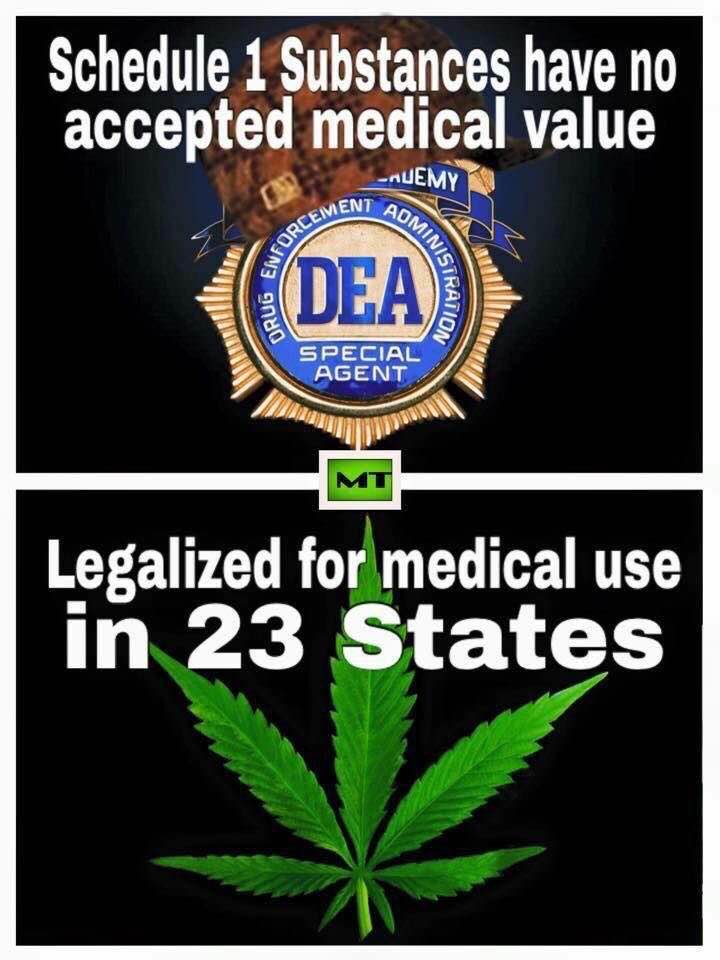 Schedule 1 Substances have no
accepted medical value
DRUG ENFORCEMENT ADMINISTRATION
DEA
SPECIAL
AGENT
MT
Legalized for medical use
in 23 States